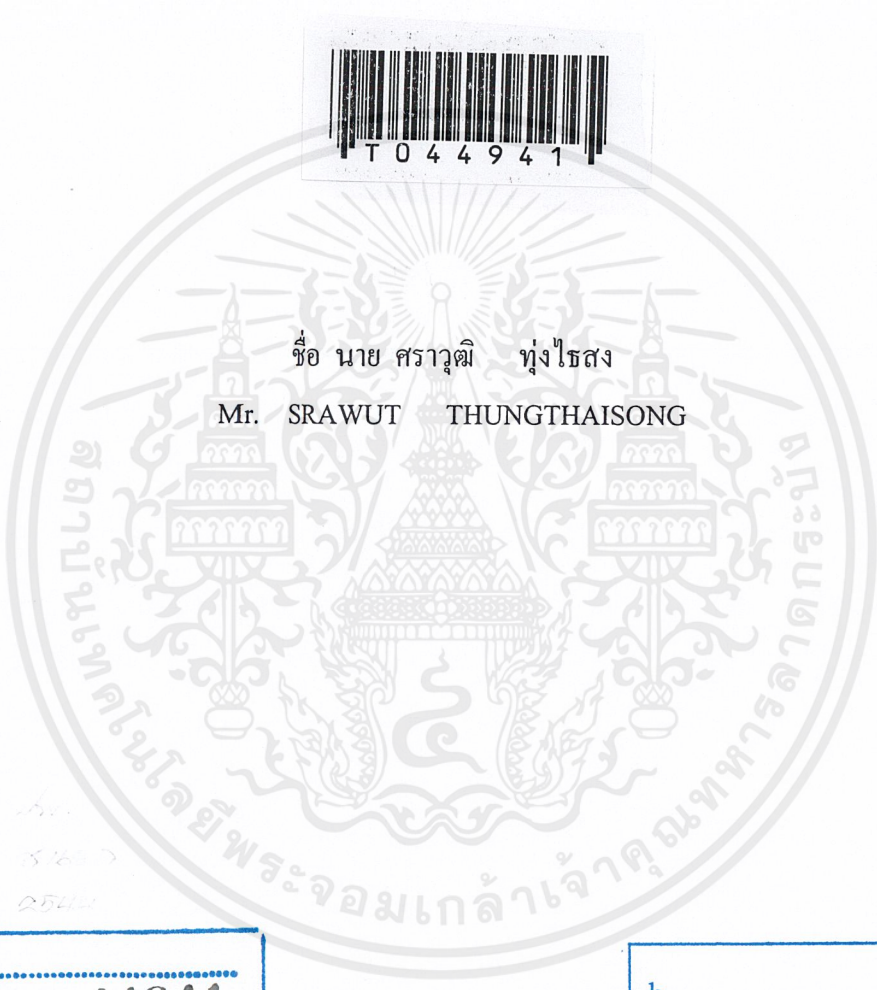 T044941
ชื่อ นาย ศราวุฒิ ทุ่งไธสง
Mr. SRAWUT THUNGTHAISONG
สถาบันเทคโนโลยีพระจอมเกล้าเจ้าคุณทหารลาดกระบัง
๔
2544